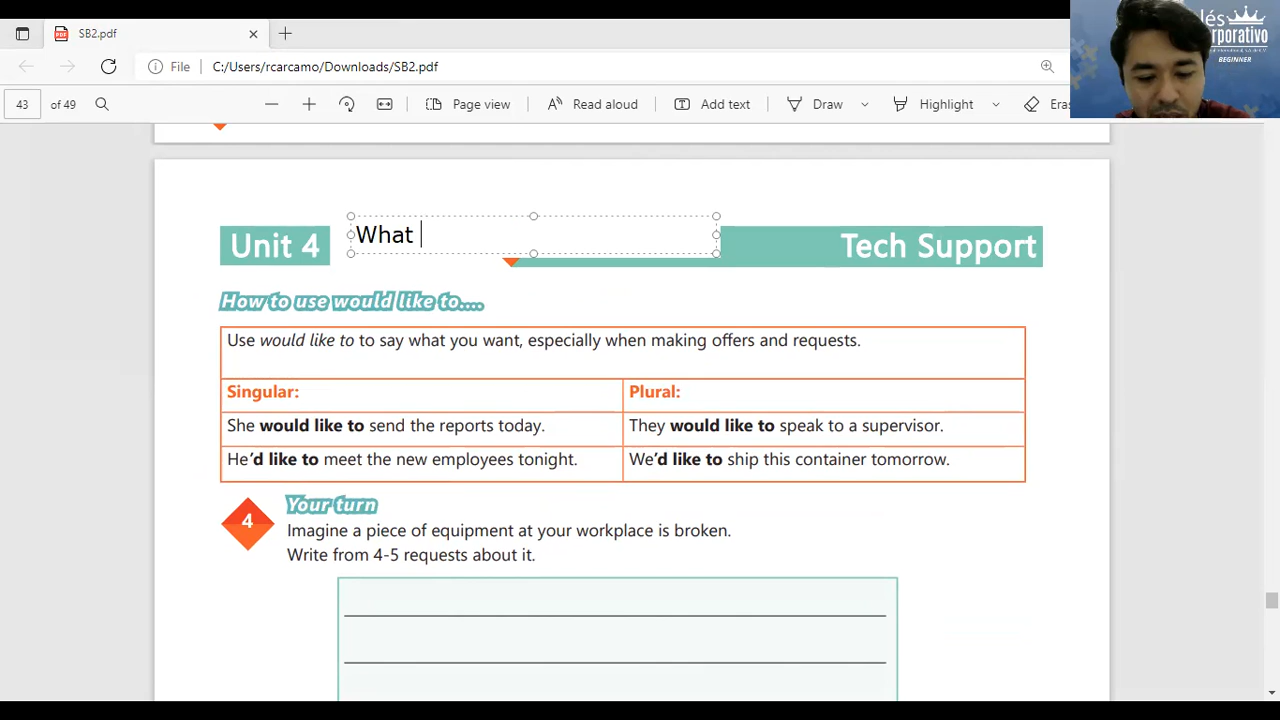 SB2.pdf
File C:/Users/rcarcamo/Downloads/SB2.pdf
43 of 49 Page view Read aloud Add text Draw Highlight Eras
lés
rporativo
BEGINNER
What
Unit 4 Tech Support
How to use would like to....
Use would like to to say what you want, especially when making offers and requests.
Singular: Plural:
She would like to send the reports today. They would like to speak to a supervisor.
He'd like to meet the new employees tonight. We'd like to ship this container tomorrow.
4 Your turn
Imagine a piece of equipment at your workplace is broken.
Write from 4-5 requests about it.